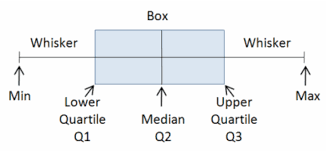 Box
Whisker
Whisker
Min
Lower
Quartile
Q1
Median
Q2
Upper
Quartile
Q3
Max